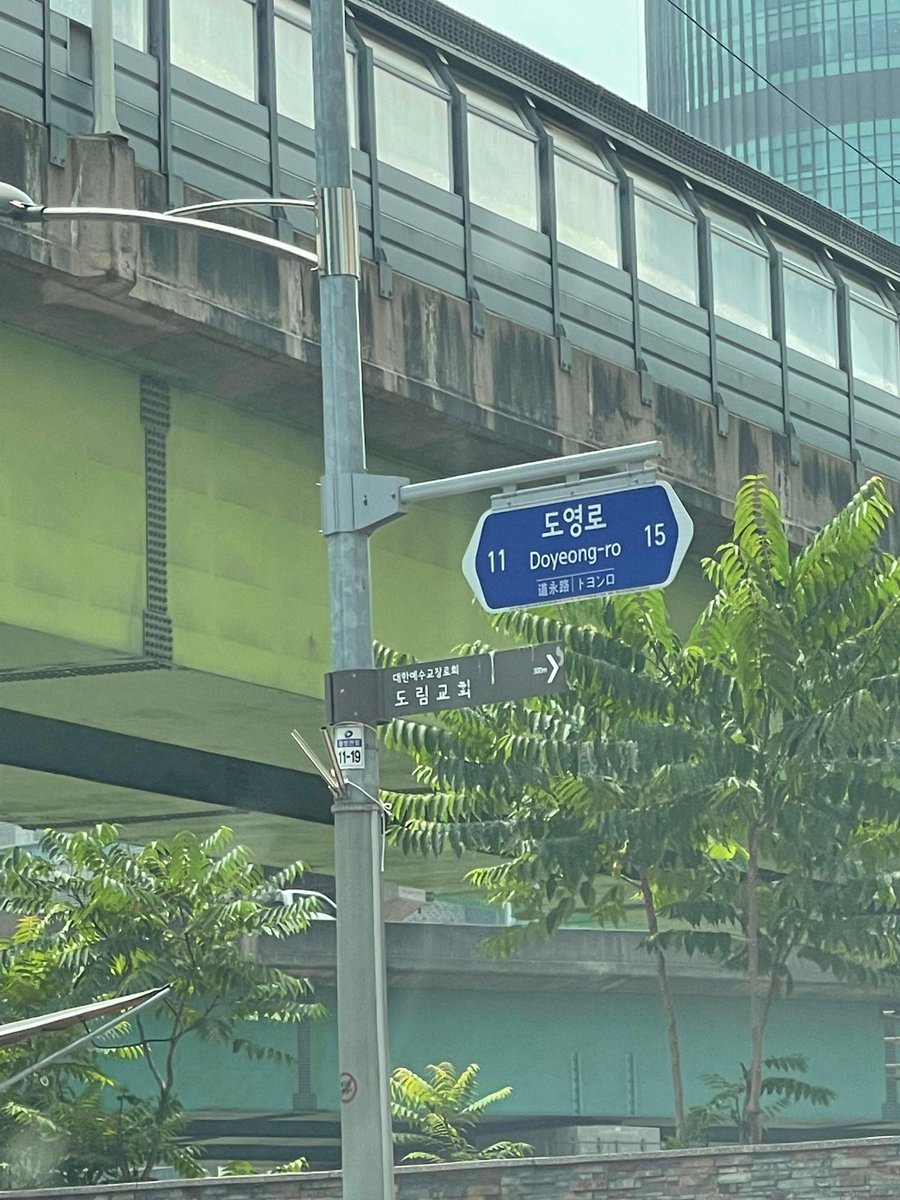 도영로
11 Doyeong-ro 15
道永路 | トヨンロ
대한예수교장로회
도림교회
300m
11-19